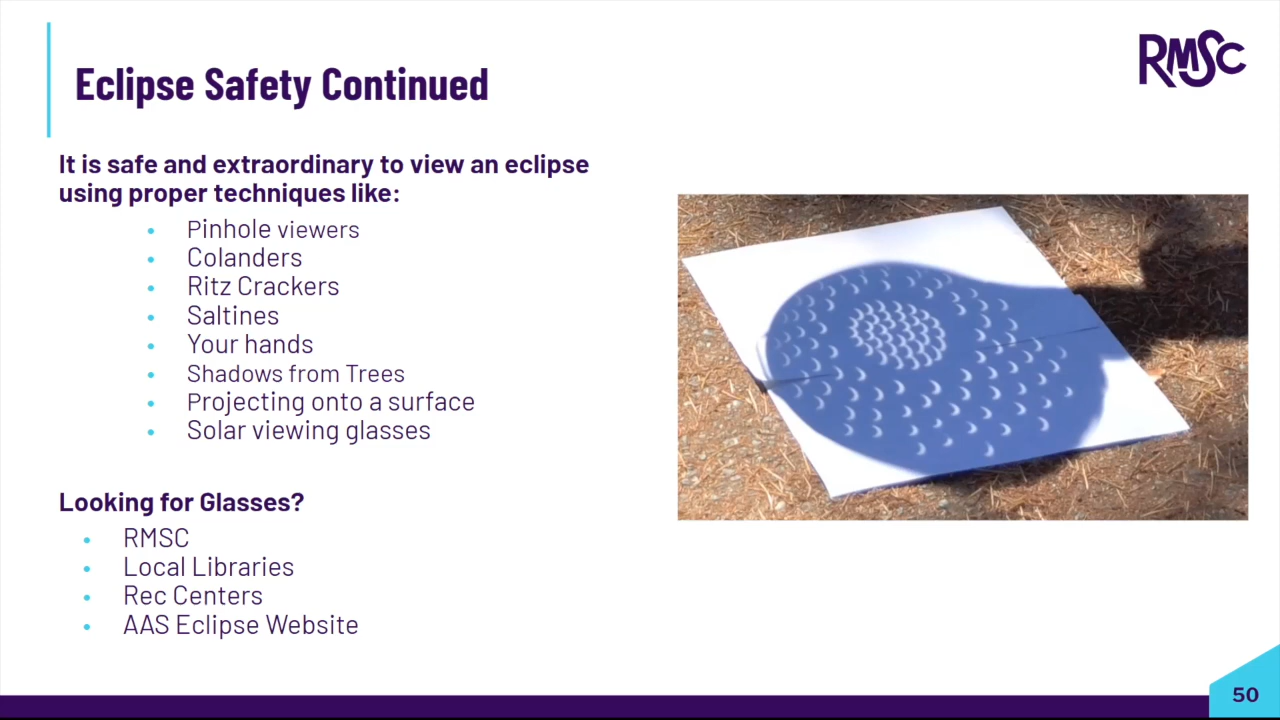 RMSC
Eclipse Safety Continued
It is safe and extraordinary to view an eclipse
using proper techniques like:
• Pinhole viewers
• Colanders
• Ritz Crackers
• Saltines
• Your hands
• Shadows from Trees
• Projecting onto a surface
• Solar viewing glasses
Looking for Glasses?
• RMSC
• Local Libraries
• Rec Centers
• AAS Eclipse Website
50